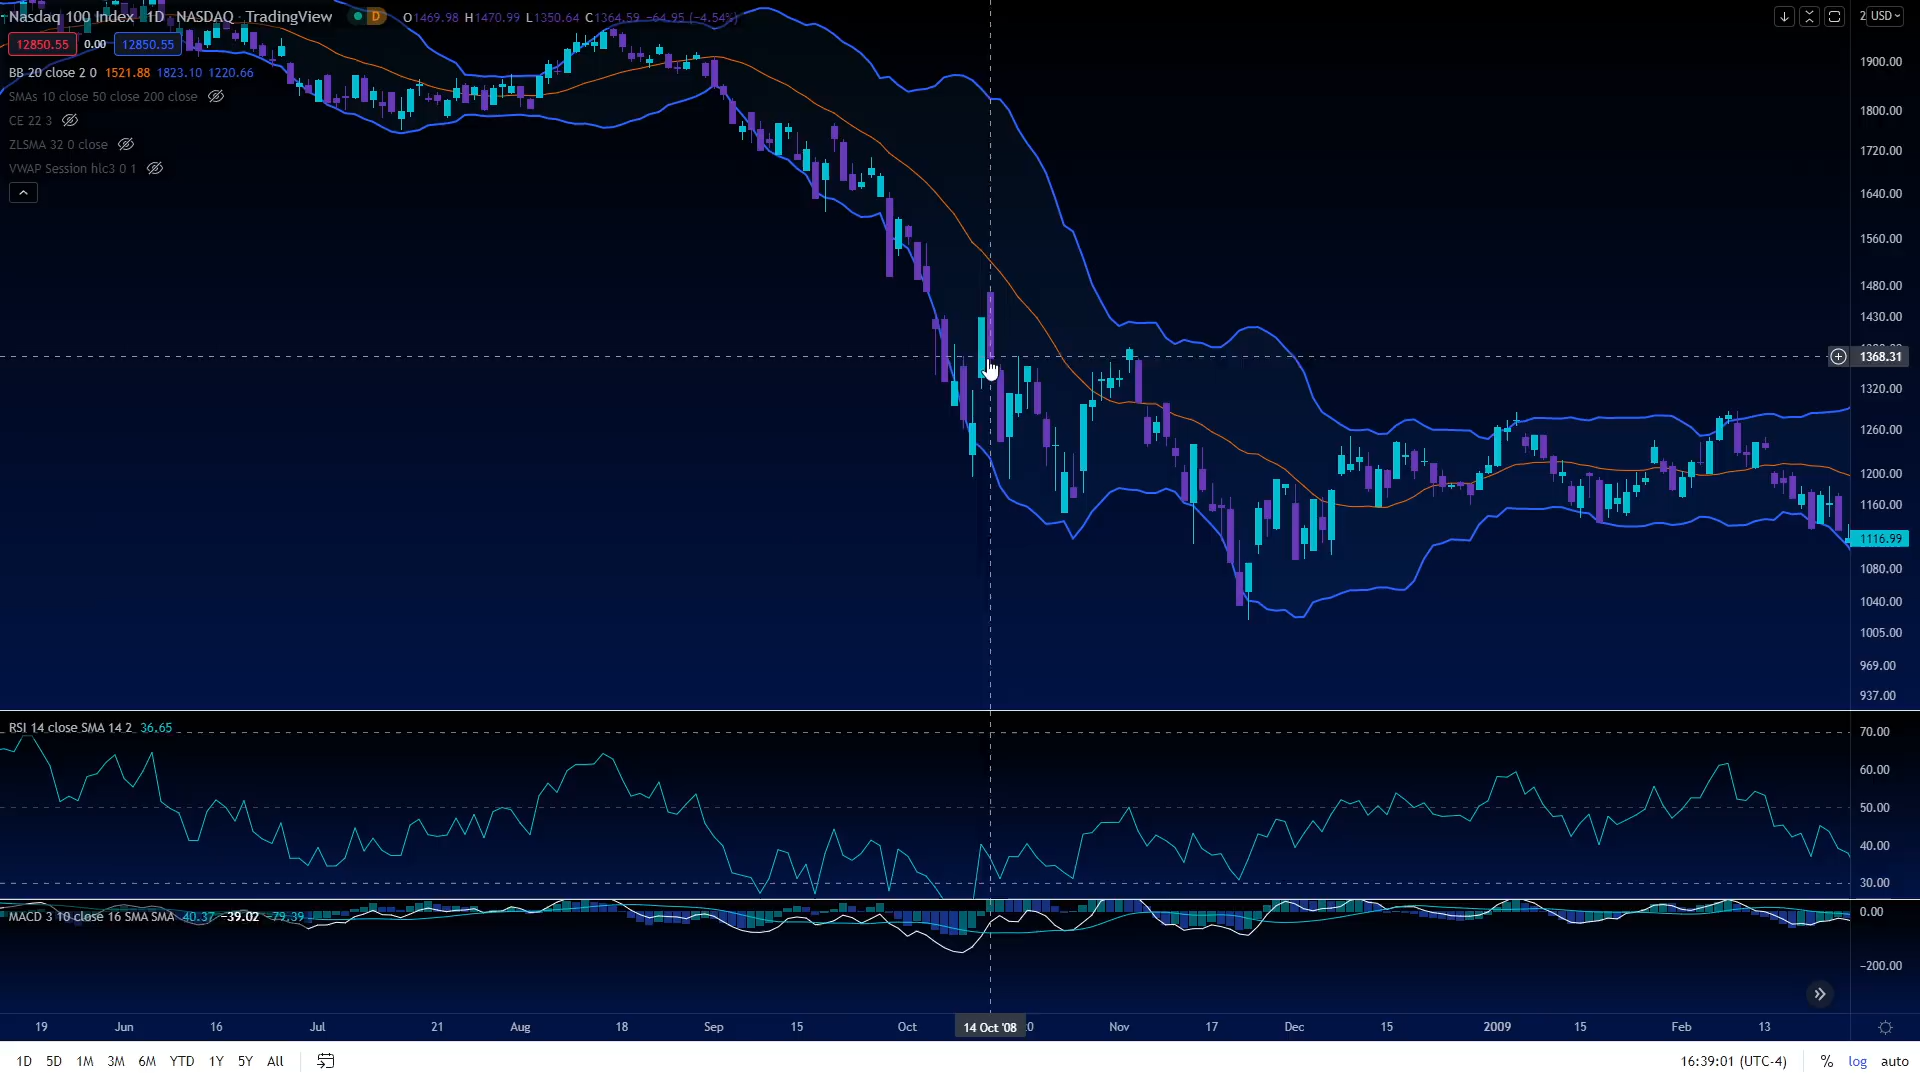 Nasdaq 100 Index · 1D · NASDAQ · TradingView D O1469.98 H1470.99 L1350.64 C1364.59 −64.95 (−4.54%)
12850.55 0.00 12850.55
BB 20 close 2 0 1521.88 1823.10 1220.66
SMAs 10 close 50 close 200 close
CE 22 3
ZLSMA 32 0 close
VWAP Session hlc3 0 1
2 USD
1900.00
1800.00
1720.00
1640.00
1560.00
1480.00
1430.00
1368.31
1320.00
1260.00
1200.00
1160.00
1116.99
1080.00
1040.00
1005.00
969.00
937.00
RSI 14 close SMA 14 2 36.65
70.00
60.00
50.00
40.00
30.00
MACD 3 10 close 16 SMA SMA 40.37 −39.02 −79.39
0.00
−200.00
19 Jun 16 Jul 21 Aug 18 Sep 15 Oct 14 Oct '08 Nov 17 Dec 15 2009 15 Feb 13
1D 5D 1M 3M 6M YTD 1Y 5Y All 16:39:01 (UTC-4) % log auto